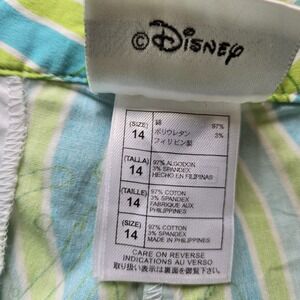 ©Disney
(SIZE)
14
綿 97%
ポリウレタン 3%
フィリピン製
(TALLA)
14
97% ALGODON
3% SPANDEX
HECHO EN FILIPINAS
(TAILLE)
14
97% COTON
3% SPANDEX
FABRIQUE AUX
PHILIPPINES
(SIZE)
14
97% COTTON
3% SPANDEX
MADE IN PHILIPPINES
CARE ON REVERSE
INDICATIONS AU VERSO
取り扱い表示は裏面を御覧下さい